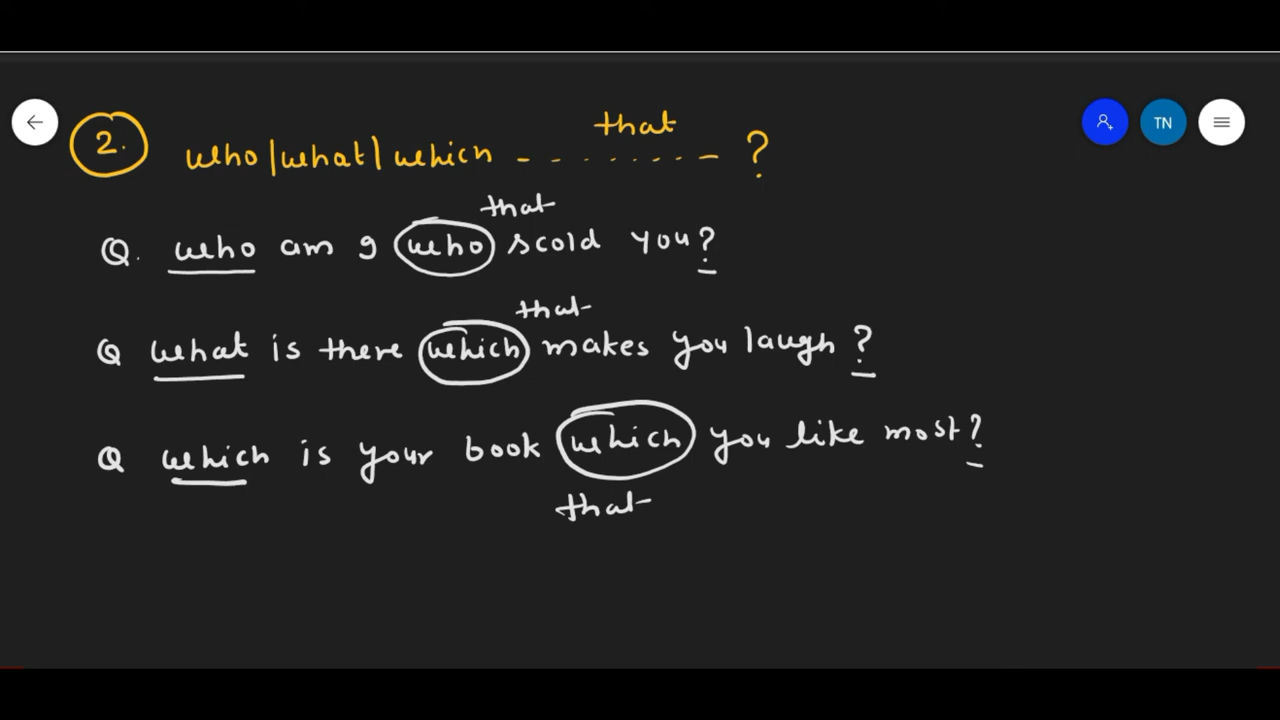 that
2. who/what/which - - - - - - - - - ?
that
Q. who am I who scold you?
that
Q what is there which makes you laugh?
Q which is your book which you like most?
that
TN